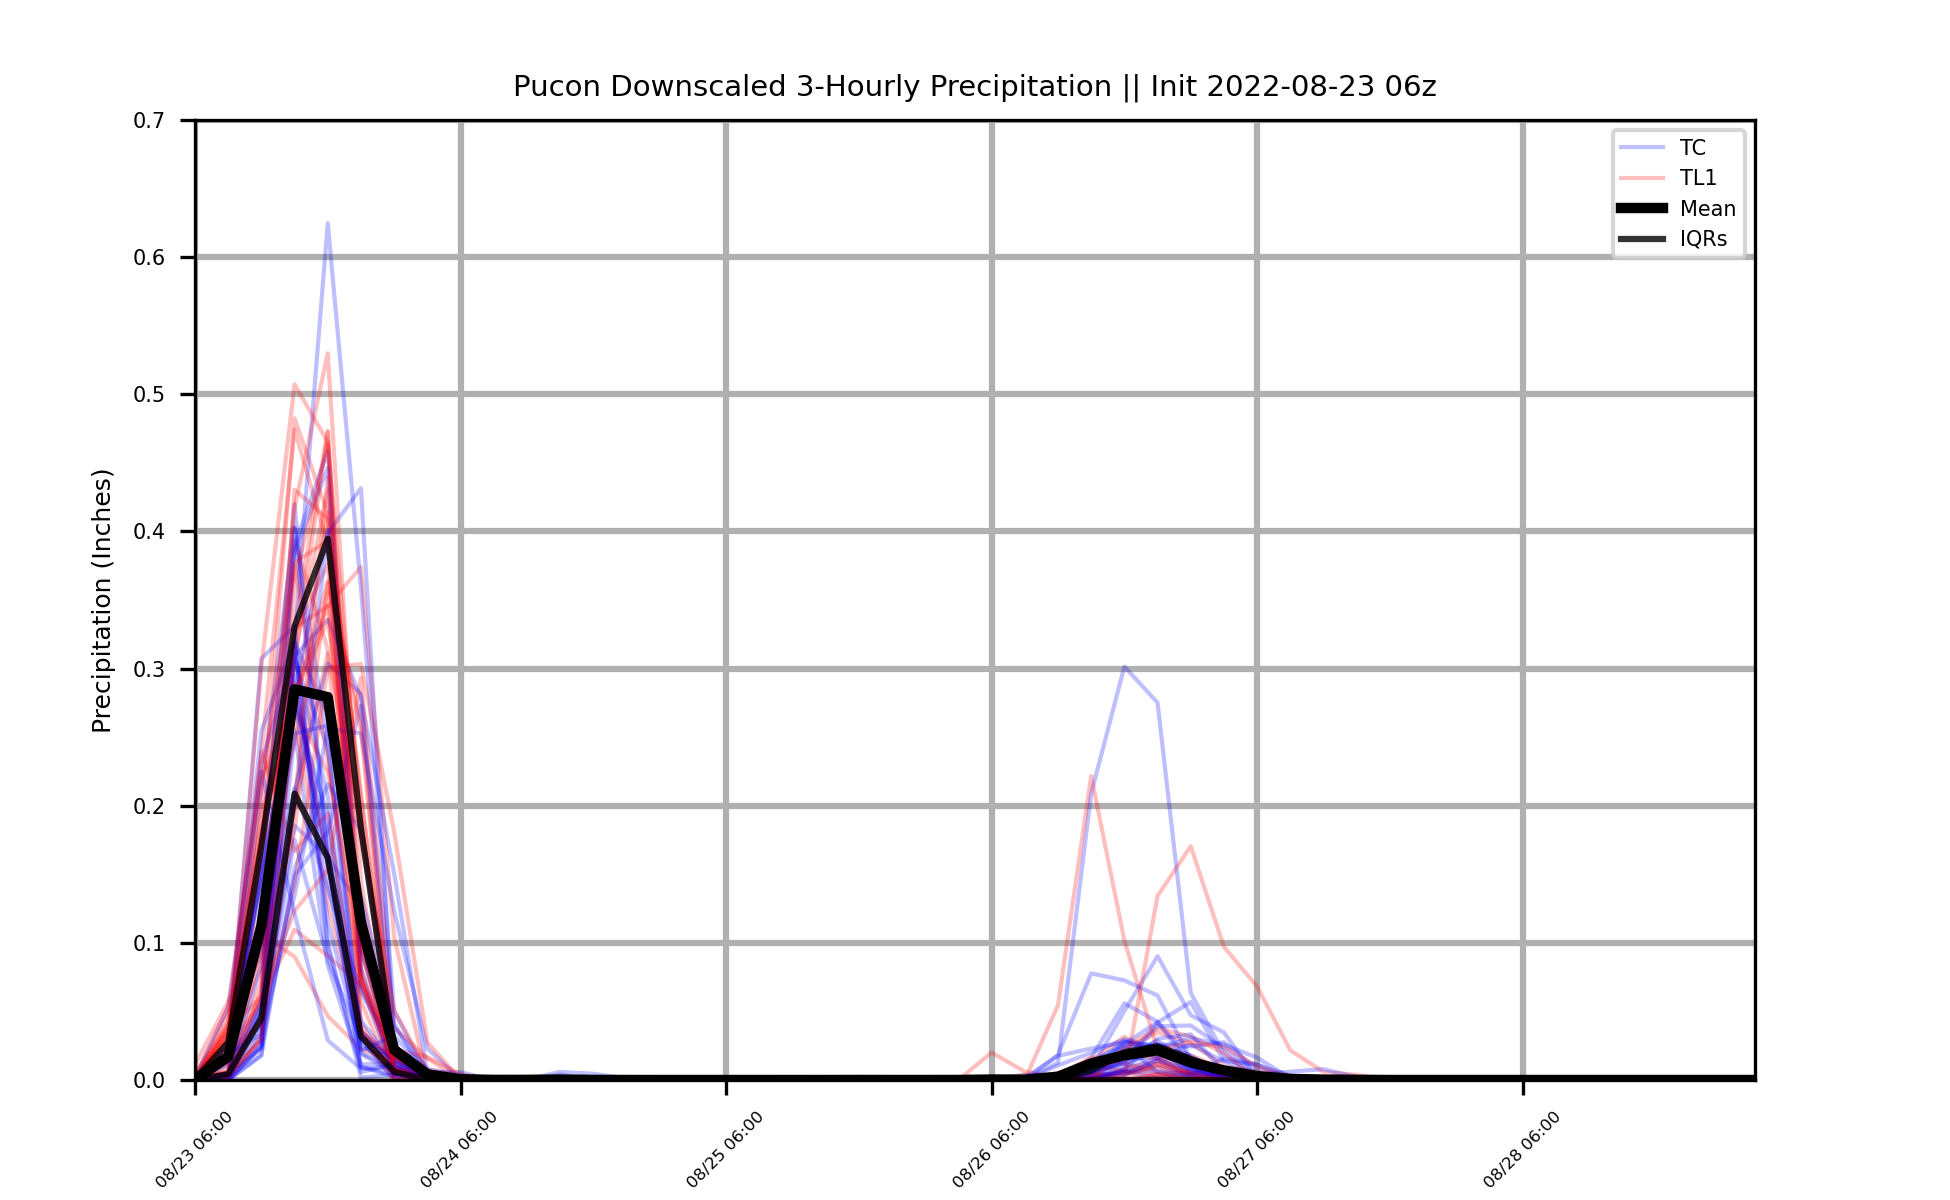 Pucon Downscaled 3-Hourly Precipitation || Init 2022-08-23 06z
0.7
0.6
0.5
0.4
0.3
0.2
0.1
0.0
Precipitation (Inches)
TC
TL1
Mean
IQRs
08/23 06:00
08/24 06:00
08/25 06:00
08/26 06:00
08/27 06:00
08/28 06:00